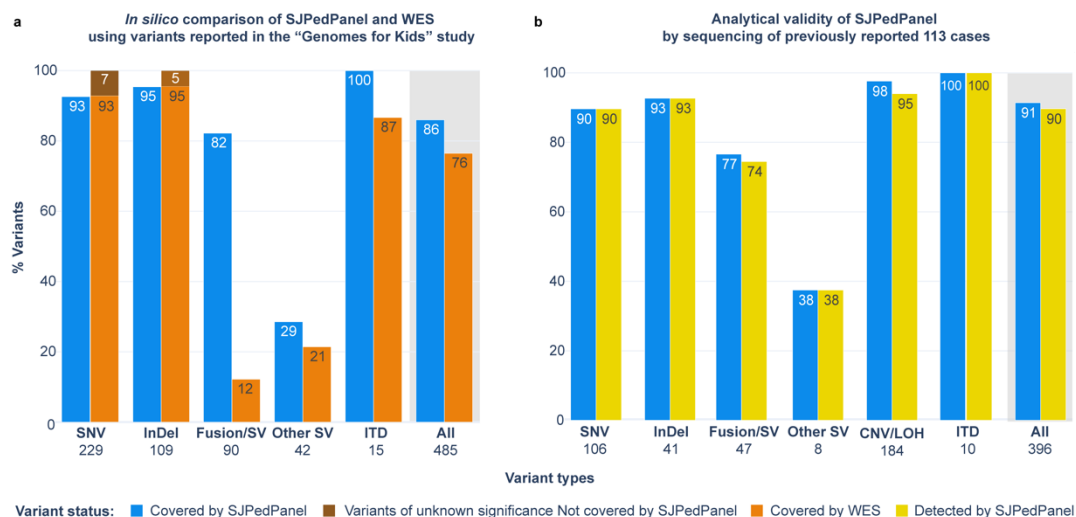 a
In silico comparison of SJPedPanel and WES
using variants reported in the “Genomes for Kids” study
% Variants
100
80
60
40
20
0
93
7
93
95
5
95
82
12
29
21
100
87
86
76
SNV InDel Fusion/SV Other SV ITD All
229 109 90 42 15 485
b
Analytical validity of SJPedPanel
by sequencing of previously reported 113 cases
100
80
60
40
20
0
90 90
93 93
77 74
38 38
98 95
100 100
91 90
SNV InDel Fusion/SV Other SV CNV/LOH ITD All
106 41 47 8 184 10 396
Variant types
Variant status: Covered by SJPedPanel Variants of unknown significance Not covered by SJPedPanel Covered by WES Detected by SJPedPanel